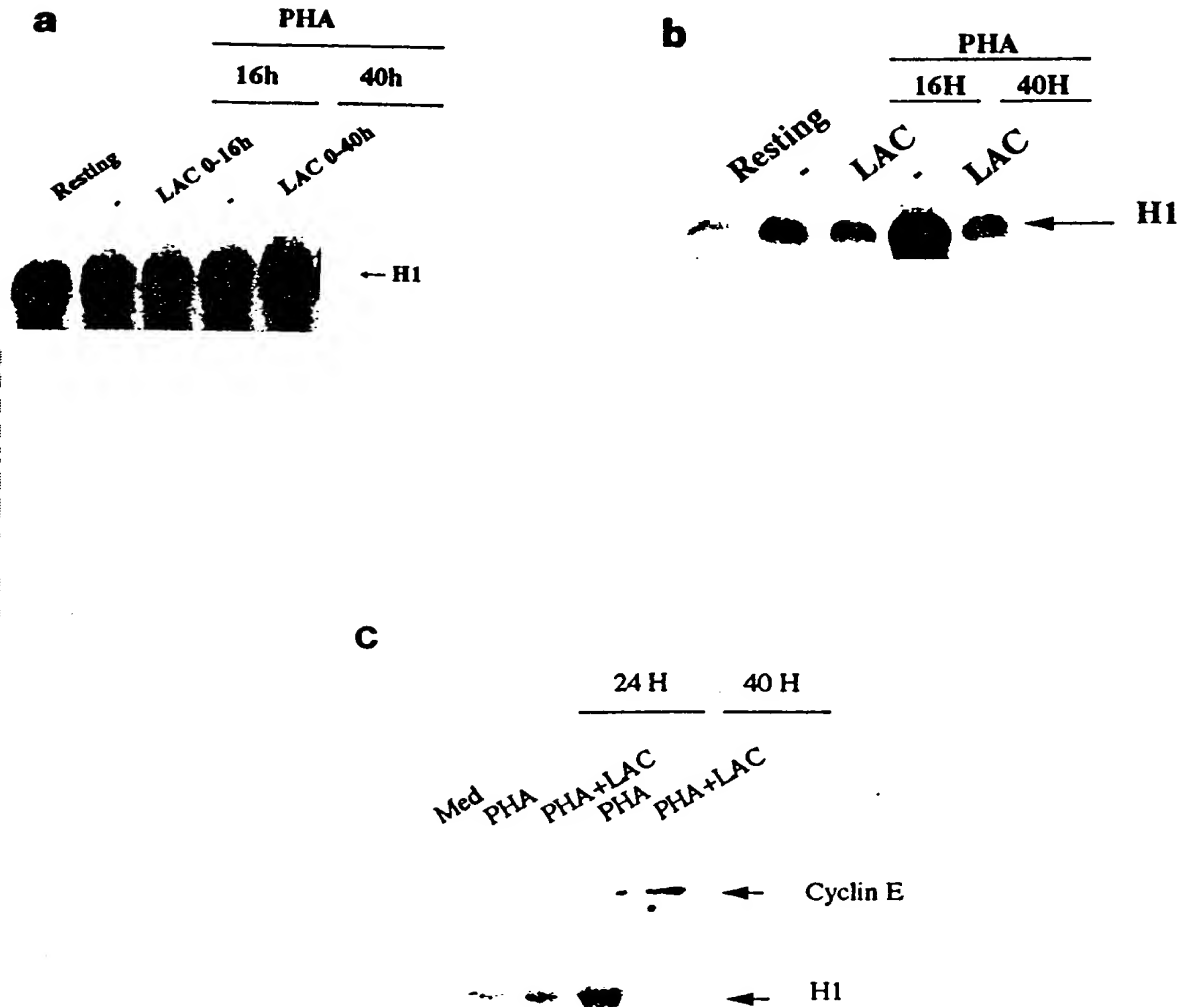 a
PHA
16h 40h
Resting - LAC 0-16h - LAC 0-40h
H1
b
PHA
16H 40H
Resting - LAC - LAC
H1
c
24 H 40 H
Med PHA PHA+LAC PHA PHA+LAC
Cyclin E
H1